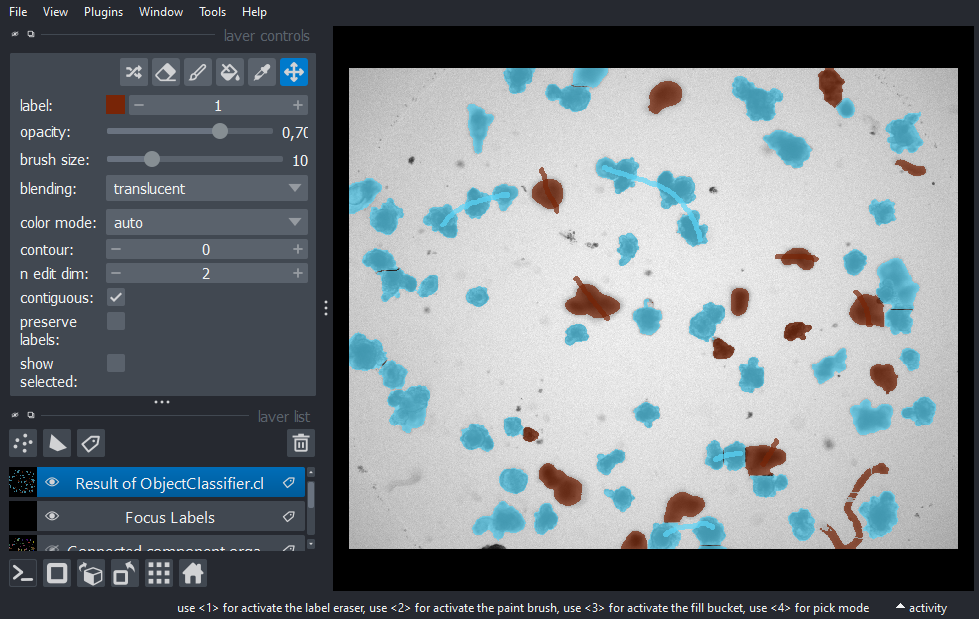 File View Plugins Window Tools Help
layer controls
label: 1
opacity: 0,70
brush size: 10
blending: translucent
color mode: auto
contour: 0
n edit dim: 2
contiguous:
preserve
labels:
show
selected:
layer list
Result of ObjectClassifier.cl
Focus Labels
Connected component orga
use <1> for activate the label eraser, use <2> for activate the paint brush, use <3> for activate the fill bucket, use <4> for pick mode
activity